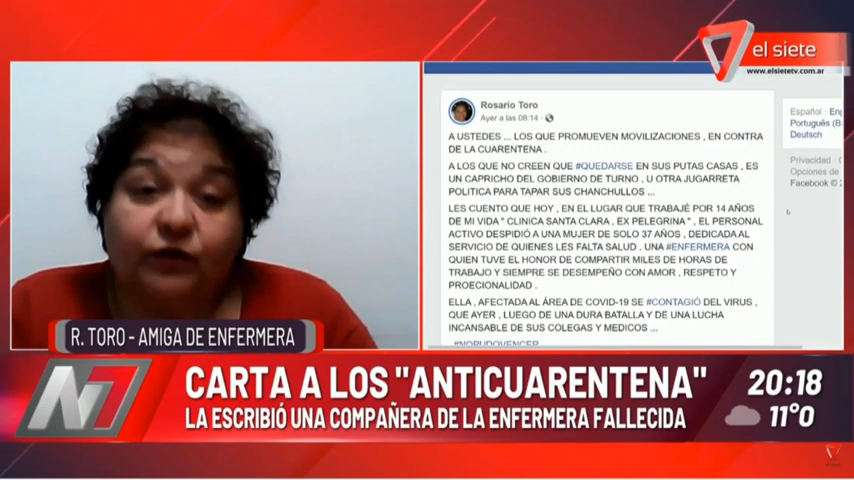 el siete
www.elsietetv.com.ar
Rosario Toro
Ayer a las 08:14 ·
A USTEDES ... LOS QUE PROMUEVEN MOVILIZACIONES , EN CONTRA
DE LA CUARENTENA .
A LOS QUE NO CREEN QUE #QUEDARSE EN SUS PUTAS CASAS , ES
UN CAPRICHO DEL GOBIERNO DE TURNO , U OTRA JUGARRETA
POLITICA PARA TAPAR SUS CHANCHULLOS ...
LES CUENTO QUE HOY , EN EL LUGAR QUE TRABAJÉ POR 14 AÑOS
DE MI VIDA " CLINICA SANTA CLARA , EX PELEGRINA " , EL PERSONAL
ACTIVO DESPIDIÓ A UNA MUJER DE SOLO 37 AÑOS , DEDICADA AL
SERVICIO DE QUIENES LES FALTA SALUD . UNA #ENFERMERA CON
QUIEN TUVE EL HONOR DE COMPARTIR MILES DE HORAS DE
TRABAJO Y SIEMPRE SE DESEMPEÑO CON AMOR , RESPETO Y
PROECIONALIDAD .
ELLA , AFECTADA AL ÁREA DE COVID-19 SE #CONTAGIÓ DEL VIRUS ,
QUE AYER , LUEGO DE UNA DURA BATALLA Y DE UNA LUCHA
INCANSABLE DE SUS COLEGAS Y MEDICOS ...
#NOPUDOVENCER
Español ·
Português (B
Deutsch
Privacidad ·
Opciones de
Facebook ©
R. TORO - AMIGA DE ENFERMERA
N7
CARTA A LOS "ANTICUARENTENA"
LA ESCRIBIÓ UNA COMPAÑERA DE LA ENFERMERA FALLECIDA
20:18
11°0